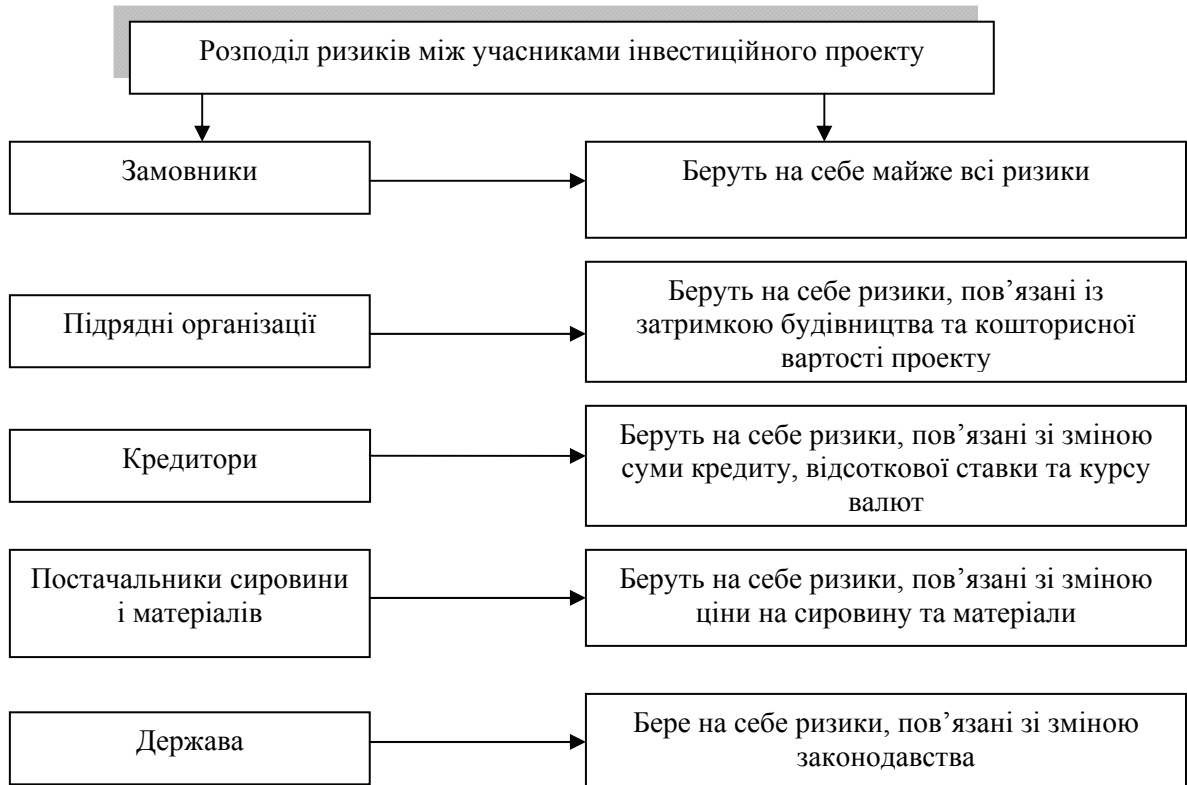 Розподіл ризиків між учасниками інвестиційного проекту
Замовники
Беруть на себе майже всі ризики
Підрядні організації
Беруть на себе ризики, пов’язані із
затримкою будівництва та кошторисної
вартості проекту
Кредитори
Беруть на себе ризики, пов’язані зі зміною
суми кредиту, відсоткової ставки та курсу
валют
Постачальники сировини
і матеріалів
Беруть на себе ризики, пов’язані зі зміною
ціни на сировину та матеріали
Держава
Бере на себе ризики, пов’язані зі зміною
законодавства